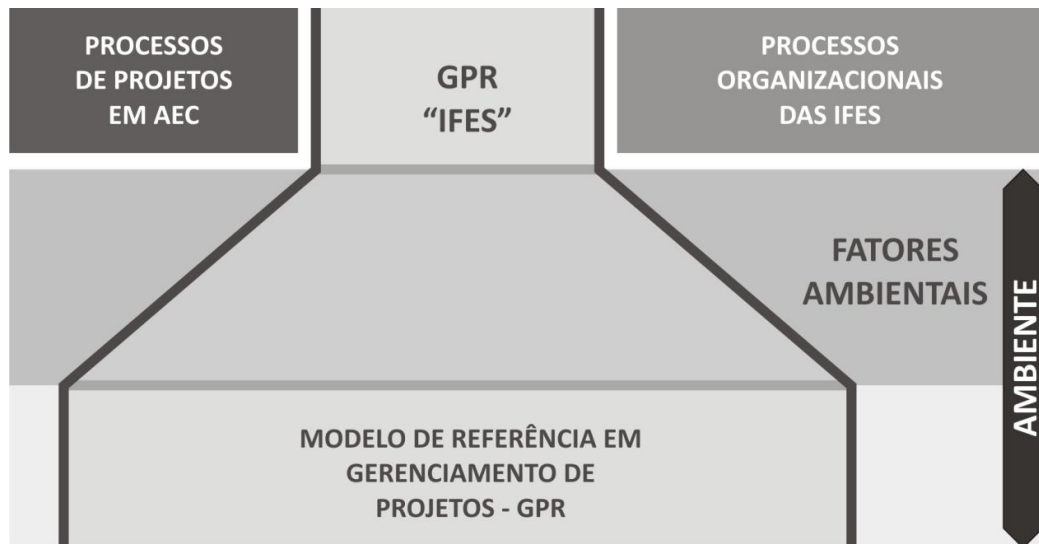 PROCESSOS
DE PROJETOS
EM AEC
GPR
“IFES”
PROCESSOS
ORGANIZACIONAIS
DAS IFES
FATORES
AMBIENTAIS
AMBIENTE
MODELO DE REFERÊNCIA EM
GERENCIAMENTO DE
PROJETOS - GPR